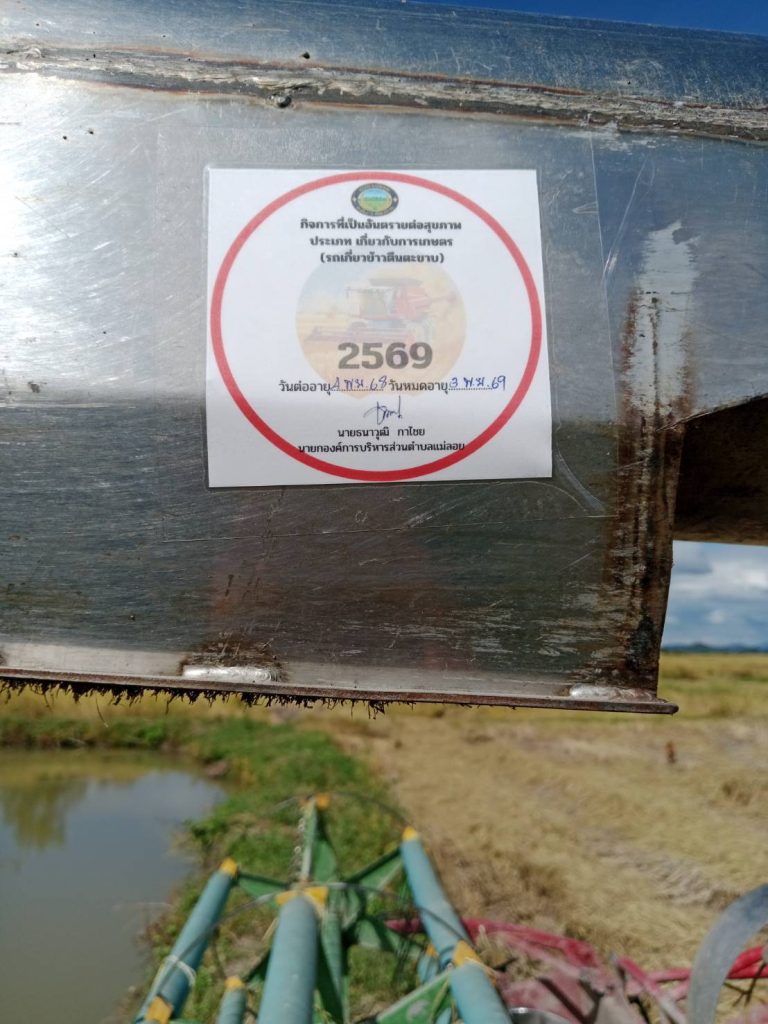 กิจการที่เป็นอันตรายต่อสุขภาพ
ประเภท เกี่ยวกับการเกษตร
(รถเกี่ยวข้าวตีนตะขาบ)
2569
วันต่ออายุ 4 พ.ย. 68 วันหมดอายุ 3 พ.ย. 69
นายธนาวุฒิ กาไชย
นายกองค์การบริหารส่วนตำบลแม่ลอย